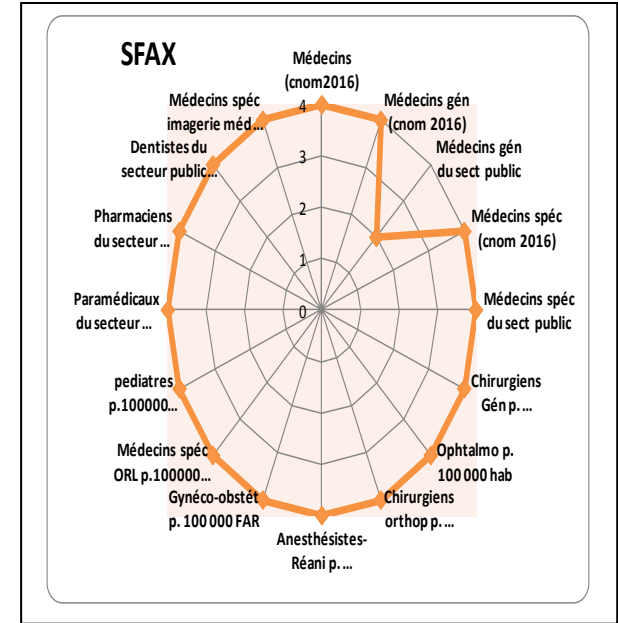 SFAX
Médecins
(cnom2016)
Médecins gén
(cnom 2016)
Médecins gén
du sect public
Médecins spéc
(cnom 2016)
Médecins spéc
du sect public
Chirurgiens
Gén p. ...
Ophtalmo p.
100 000 hab
Chirurgiens
orthop p. ...
Anesthésistes-
Réani p. ...
Gynéco-obstét
p. 100 000 FAR
Médecins spéc
ORL p.100000...
pediatres
p.100000...
Paramédicaux
du secteur ...
Pharmaciens
du secteur ...
Dentistes du
secteur public...
Médecins spéc
imagerie méd ...
4
3
2
1
0